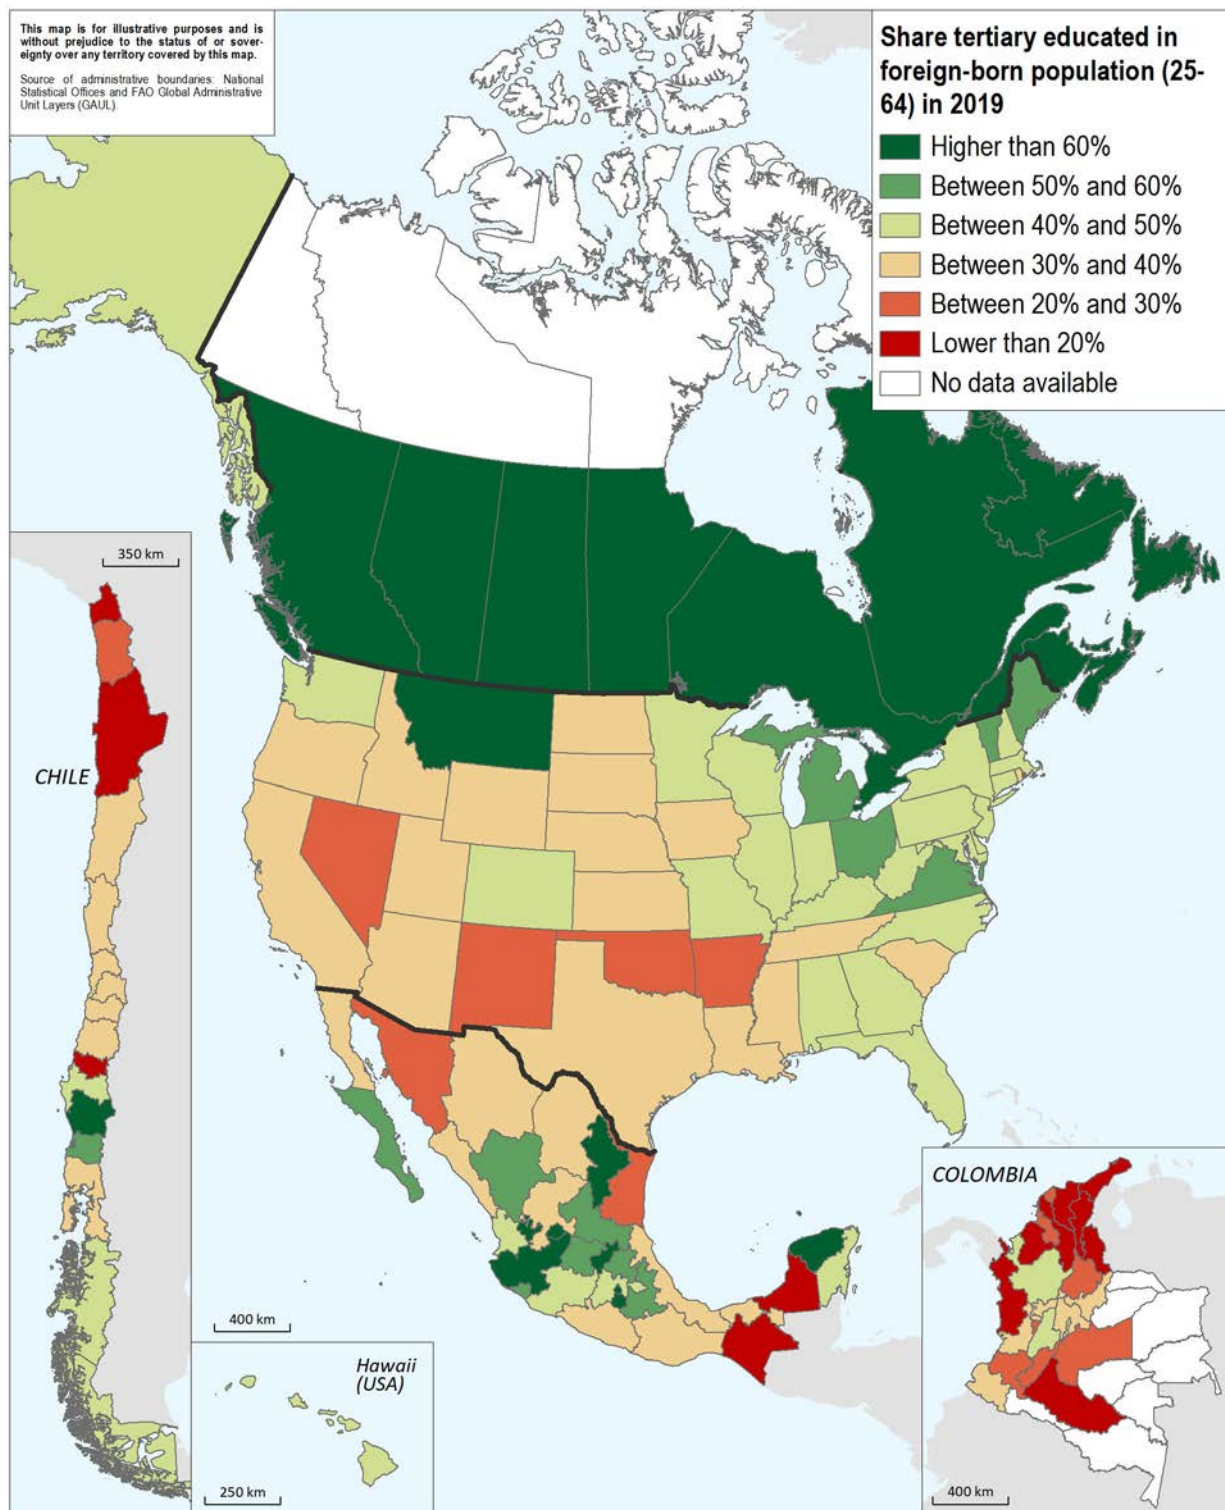 This map is for illustrative purposes and is
without prejudice to the status of or sover-
eignty over any territory covered by this map.
Source of administrative boundaries: National
Statistical Offices and FAO Global Administrative
Unit Layers (GAUL).
Share tertiary educated in
foreign-born population (25-
64) in 2019
Higher than 60%
Between 50% and 60%
Between 40% and 50%
Between 30% and 40%
Between 20% and 30%
Lower than 20%
No data available
350 km
CHILE
400 km
Hawaii
(USA)
250 km
COLOMBIA
400 km